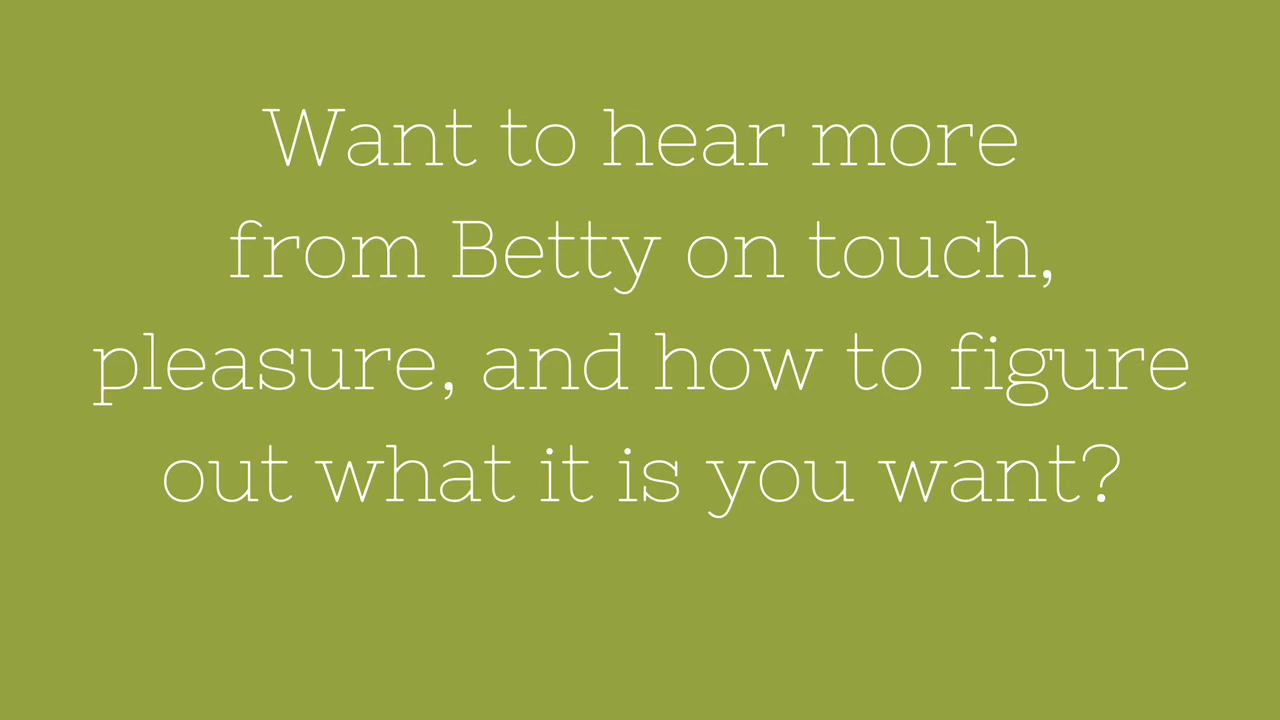 Want to hear more
from Betty on touch,
pleasure, and how to figure
out what it is you want?